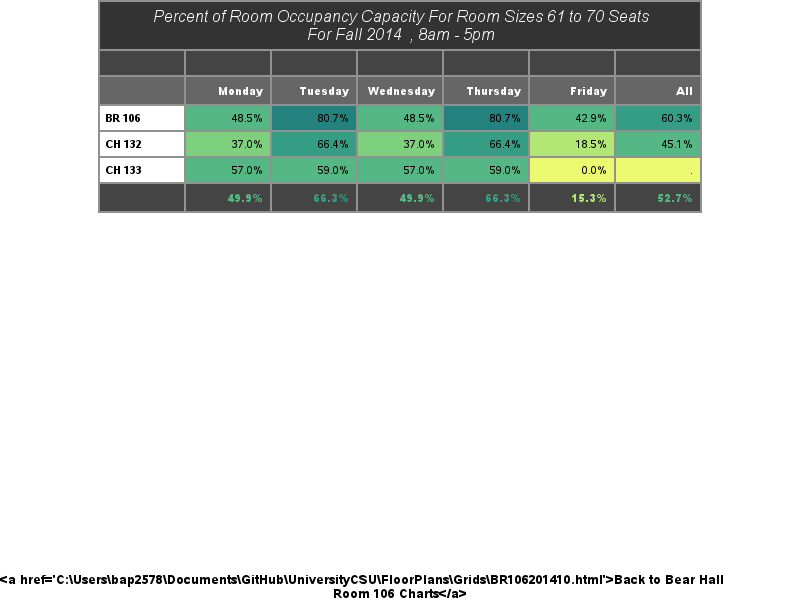 Percent of Room Occupancy Capacity For Room Sizes 61 to 70 Seats
For Fall 2014 , 8am - 5pm
Monday Tuesday Wednesday Thursday Friday All
BR 106 48.5% 80.7% 48.5% 80.7% 42.9% 60.3%
CH 132 37.0% 66.4% 37.0% 66.4% 18.5% 45.1%
CH 133 57.0% 59.0% 57.0% 59.0% 0.0% .
49.9% 66.3% 49.9% 66.3% 15.3% 52.7%
<a href='C:\Users\bap2578\Documents\GitHub\UniversityCSU\FloorPlans\Grids\BR106201410.html'>Back to Bear Hall
Room 106 Charts</a>